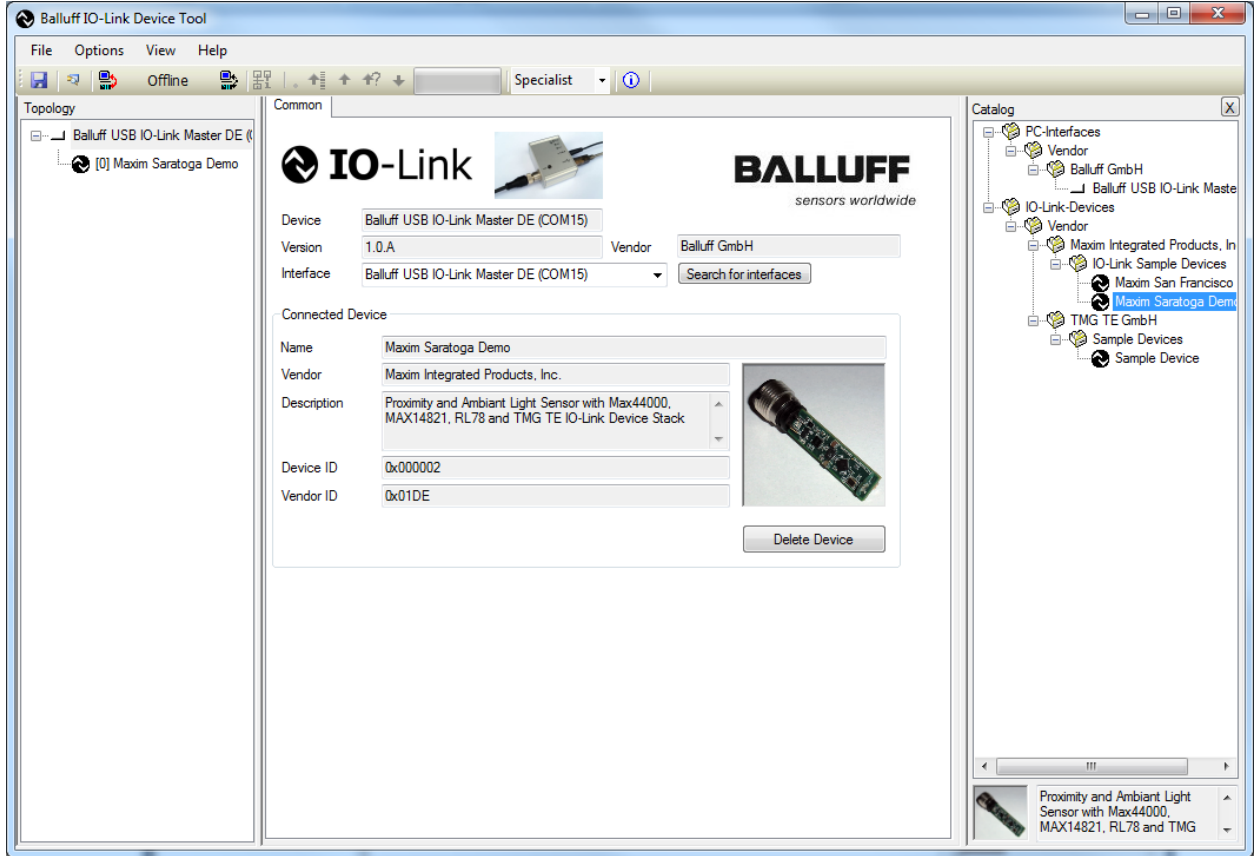 Balluff IO-Link Device Tool
File Options View Help
Offline Specialist
Topology
Balluff USB IO-Link Master DE (
[0] Maxim Saratoga Demo
Common
IO-Link
BALLUFF
sensors worldwide
Device Balluff USB IO-Link Master DE (COM15)
Version 1.0.A Vendor Balluff GmbH
Interface Balluff USB IO-Link Master DE (COM15) Search for interfaces
Connected Device
Name Maxim Saratoga Demo
Vendor Maxim Integrated Products, Inc.
Description Proximity and Ambiant Light Sensor with Max44000,
MAX14821, RL78 and TMG TE IO-Link Device Stack
Device ID 0x000002
Vendor ID 0x01DE
Delete Device
Catalog X
PC-Interfaces
Vendor
Balluff GmbH
Balluff USB IO-Link Maste
IO-Link-Devices
Vendor
Maxim Integrated Products, In
IO-Link Sample Devices
Maxim San Francisco
Maxim Saratoga Demo
TMG TE GmbH
Sample Devices
Sample Device
Proximity and Ambiant Light
Sensor with Max44000,
MAX14821, RL78 and TMG